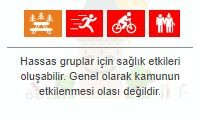 Hassas gruplar için sağlık etkileri
oluşabilir. Genel olarak kamunun
etkilenmesi olası değildir.